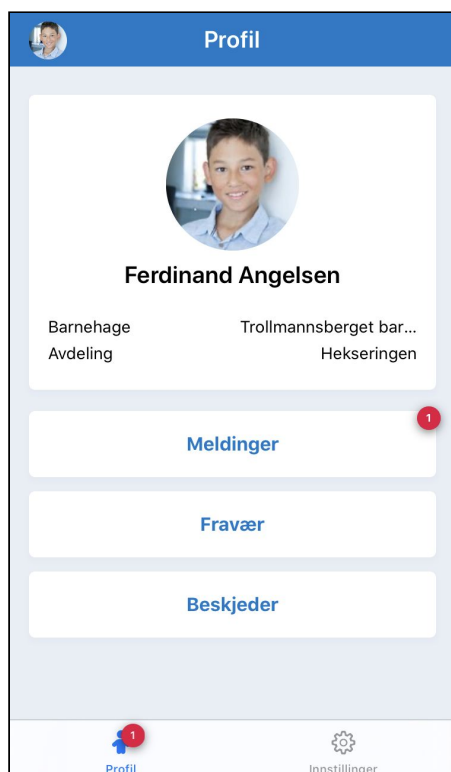 Profil
Ferdinand Angelsen
Barnehage Trollmannsberget bar...
Avdeling Hekseringen
1
Meldinger
Fravær
Beskjeder
1
Profil Innstillinger